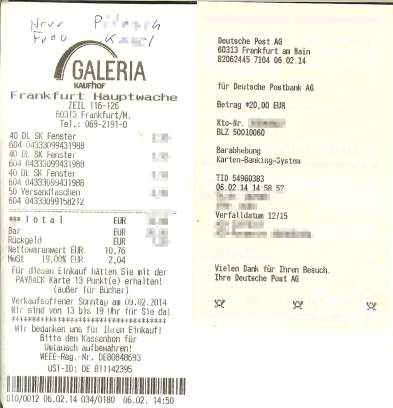 Frau
GALERIA
KAUFHOF
Frankfurt Hauptwache
ZEIL 116-126
60313 Frankfurt/M.
Tel.: 069-2191-0
40 DL SK Fenster
604 04333099431988
40 DL SK Fenster
604 04333099431988
40 DL SK Fenster
604 04333099431988
50 Versandtaschen
604 04333099158212
*** Total EUR
Bar EUR
Rückgeld EUR
Nettowarenwert EUR 10,76
MwSt 19,00% EUR 2,04
Für diesen Einkauf hätten Sie mit der
PAYBACK Karte 13 Punkt(e) erhalten!
(außer für Bücher)
Verkaufsoffener Sonntag am 09.02.2014
Wir sind von 13 bis 19 Uhr für Sie da!
Wir bedanken uns für Ihren Einkauf!
Bitte den Kassenbon für
Umtausch aufbewahren!
WEEE-Reg.-Nr. DE80848693
UST-ID: DE 811142395
010/0012 06.02.14 034/0180 06.02. 14:50
Deutsche Post AG
60313 Frankfurt am Main
82062445 7104 06.02.14
für Deutsche Postbank AG
Betrag *20,00 EUR
Kto-Nr.
BLZ 50010060
Barabhebung
Karten-Banking-System
TID 54960383
06.02.14 14:58 52
Verfalldatum 12/15
Vielen Dank für Ihren Besuch.
Ihre Deutsche Post AG